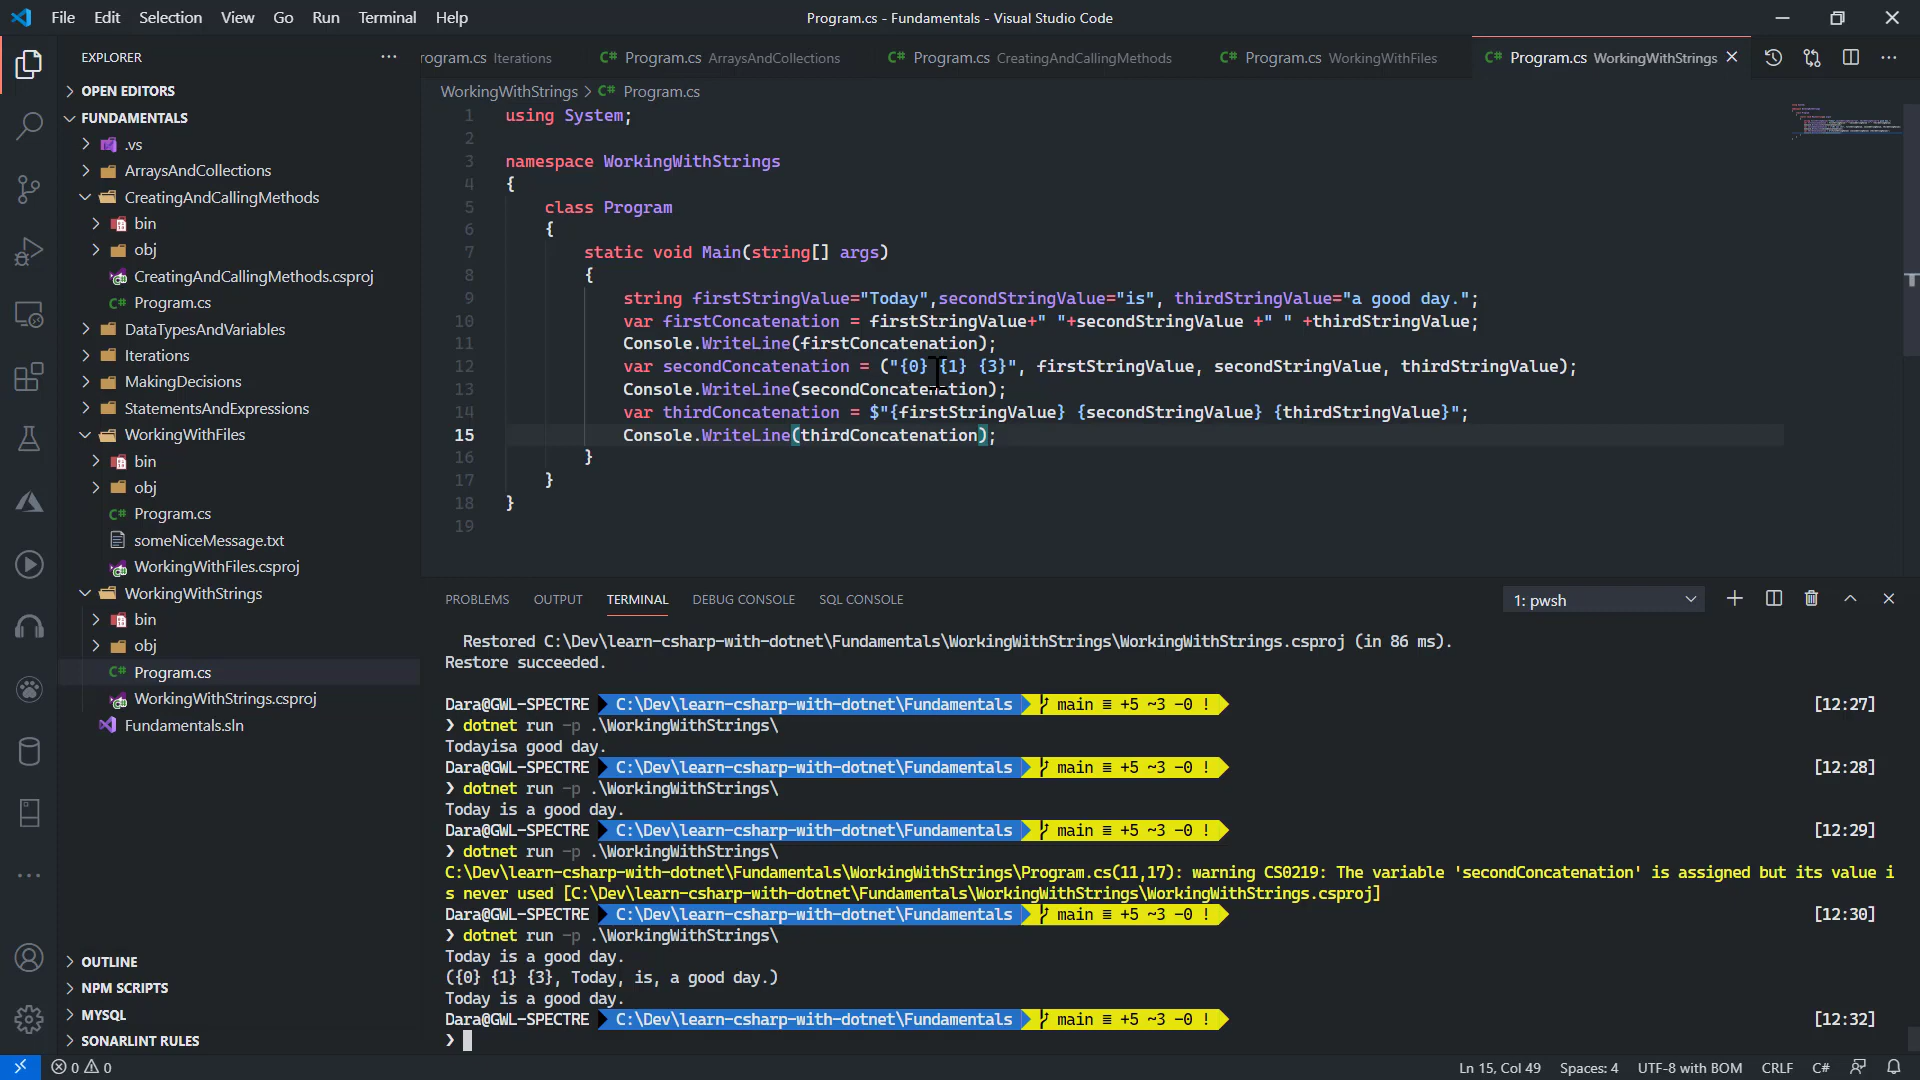 File Edit Selection View Go Run Terminal Help
Program.cs - Fundamentals - Visual Studio Code
EXPLORER
OPEN EDITORS
FUNDAMENTALS
.vs
ArraysAndCollections
CreatingAndCallingMethods
bin
obj
CreatingAndCallingMethods.csproj
Program.cs
DataTypesAndVariables
Iterations
MakingDecisions
StatementsAndExpressions
WorkingWithFiles
bin
obj
Program.cs
someNiceMessage.txt
WorkingWithFiles.csproj
WorkingWithStrings
bin
obj
Program.cs
WorkingWithStrings.csproj
Fundamentals.sln
OUTLINE
NPM SCRIPTS
MYSQL
SONARLINT RULES
rogram.cs Iterations C# Program.cs ArraysAndCollections C# Program.cs CreatingAndCallingMethods C# Program.cs WorkingWithFiles C# Program.cs WorkingWithStrings
WorkingWithStrings > C# Program.cs
1 using System;
2
3 namespace WorkingWithStrings
4 {
5 class Program
6 {
7 static void Main(string[] args)
8 {
9 string firstStringValue="Today",secondStringValue="is", thirdStringValue="a good day.";
10 var firstConcatenation = firstStringValue+" "+secondStringValue +" " +thirdStringValue;
11 Console.WriteLine(firstConcatenation);
12 var secondConcatenation = ("{0} {1} {3}", firstStringValue, secondStringValue, thirdStringValue);
13 Console.WriteLine(secondConcatenation);
14 var thirdConcatenation = $"{firstStringValue} {secondStringValue} {thirdStringValue}";
15 Console.WriteLine(thirdConcatenation);
16 }
17 }
18 }
19
PROBLEMS OUTPUT TERMINAL DEBUG CONSOLE SQL CONSOLE
1: pwsh
Restored C:\Dev\learn-csharp-with-dotnet\Fundamentals\WorkingWithStrings\WorkingWithStrings.csproj (in 86 ms).
Restore succeeded.
Dara@GWL-SPECTRE C:\Dev\learn-csharp-with-dotnet\Fundamentals main ≡ +5 ~3 -0 ! [12:27]
❯ dotnet run -p .\WorkingWithStrings\
Todayisa good day.
Dara@GWL-SPECTRE C:\Dev\learn-csharp-with-dotnet\Fundamentals main ≡ +5 ~3 -0 ! [12:28]
❯ dotnet run -p .\WorkingWithStrings\
Today is a good day.
Dara@GWL-SPECTRE C:\Dev\learn-csharp-with-dotnet\Fundamentals main ≡ +5 ~3 -0 ! [12:29]
❯ dotnet run -p .\WorkingWithStrings\
C:\Dev\learn-csharp-with-dotnet\Fundamentals\WorkingWithStrings\Program.cs(11,17): warning CS0219: The variable 'secondConcatenation' is assigned but its value i
s never used [C:\Dev\learn-csharp-with-dotnet\Fundamentals\WorkingWithStrings\WorkingWithStrings.csproj]
Dara@GWL-SPECTRE C:\Dev\learn-csharp-with-dotnet\Fundamentals main ≡ +5 ~3 -0 ! [12:30]
❯ dotnet run -p .\WorkingWithStrings\
Today is a good day.
({0} {1} {3}, Today, is, a good day.)
Today is a good day.
Dara@GWL-SPECTRE C:\Dev\learn-csharp-with-dotnet\Fundamentals main ≡ +5 ~3 -0 ! [12:32]
❯
0 0 Ln 15, Col 49 Spaces: 4 UTF-8 with BOM CRLF C#